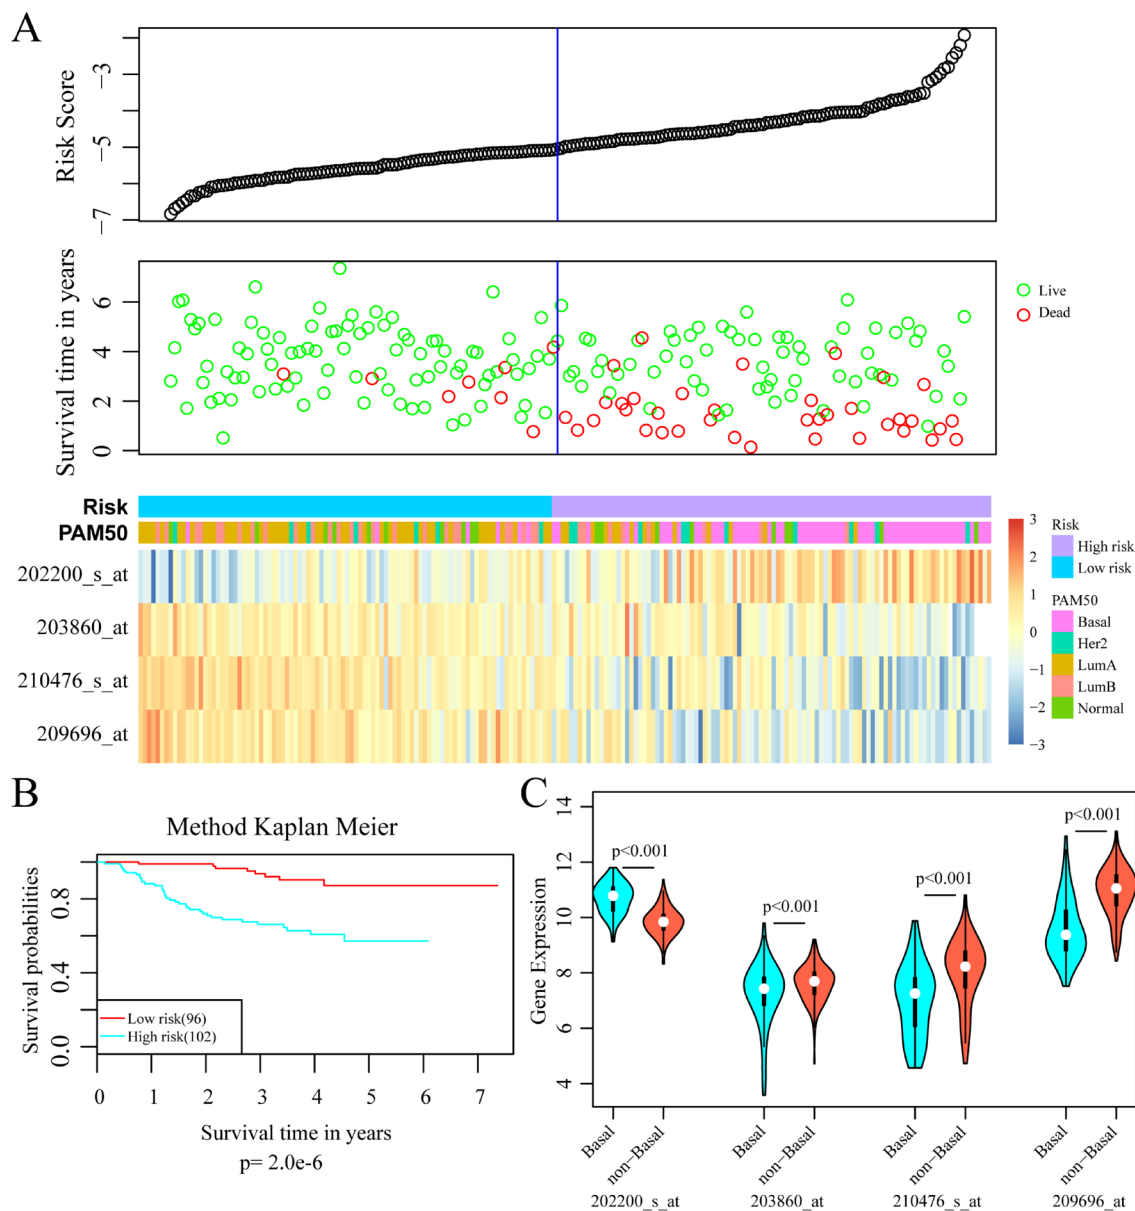 A
Risk Score
−3
−5
−7
Survival time in years
6
4
2
0
Live
Dead
Risk
PAM50
202200_s_at
203860_at
210476_s_at
209696_at
3
2
1
0
−1
−2
−3
Risk
High risk
Low risk
PAM50
Basal
Her2
LumA
LumB
Normal
B
Method Kaplan Meier
Survival probabilities
0.8
0.4
0.0
Low risk(96)
High risk(102)
0 1 2 3 4 5 6 7
Survival time in years
p= 2.0e-6
C
Gene Expression
14
12
10
8
6
4
p<0.001
p<0.001
p<0.001
p<0.001
Basal
non−Basal
Basal
non−Basal
Basal
non−Basal
Basal
non−Basal
202200_s_at 203860_at 210476_s_at 209696_at